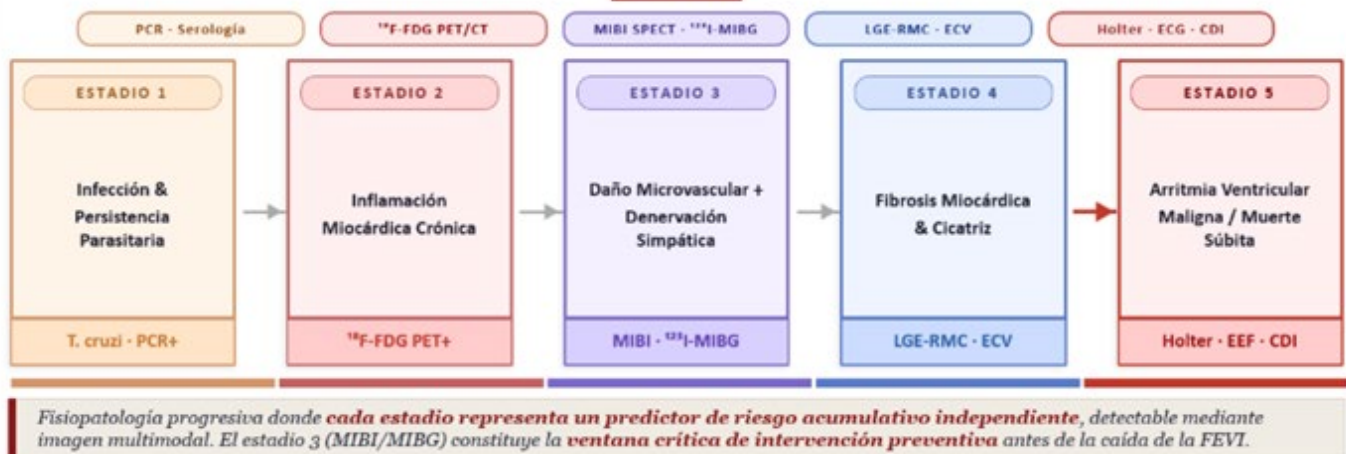 PCR - Serología
¹⁸F-FDG PET/CT
MIBI SPECT - ¹²³I-MIBG
LGE-RMC - ECV
Holter - ECG - CDI
ESTADIO 1
Infección &
Persistencia
Parasitaria
T. cruzi · PCR+
ESTADIO 2
Inflamación
Miocárdica Crónica
¹⁸F-FDG PET+
ESTADIO 3
Daño Microvascular +
Denervación
Simpática
MIBI · ¹²³I-MIBG
ESTADIO 4
Fibrosis Miocárdica
& Cicatriz
LGE-RMC · ECV
ESTADIO 5
Arritmia Ventricular
Maligna / Muerte
Súbita
Holter · EEF · CDI
Fisiopatología progresiva donde cada estadio representa un predictor de riesgo acumulativo independiente, detectable mediante
imagen multimodal. El estadio 3 (MIBI/MIBG) constituye la ventana crítica de intervención preventiva antes de la caída de la FEVI.